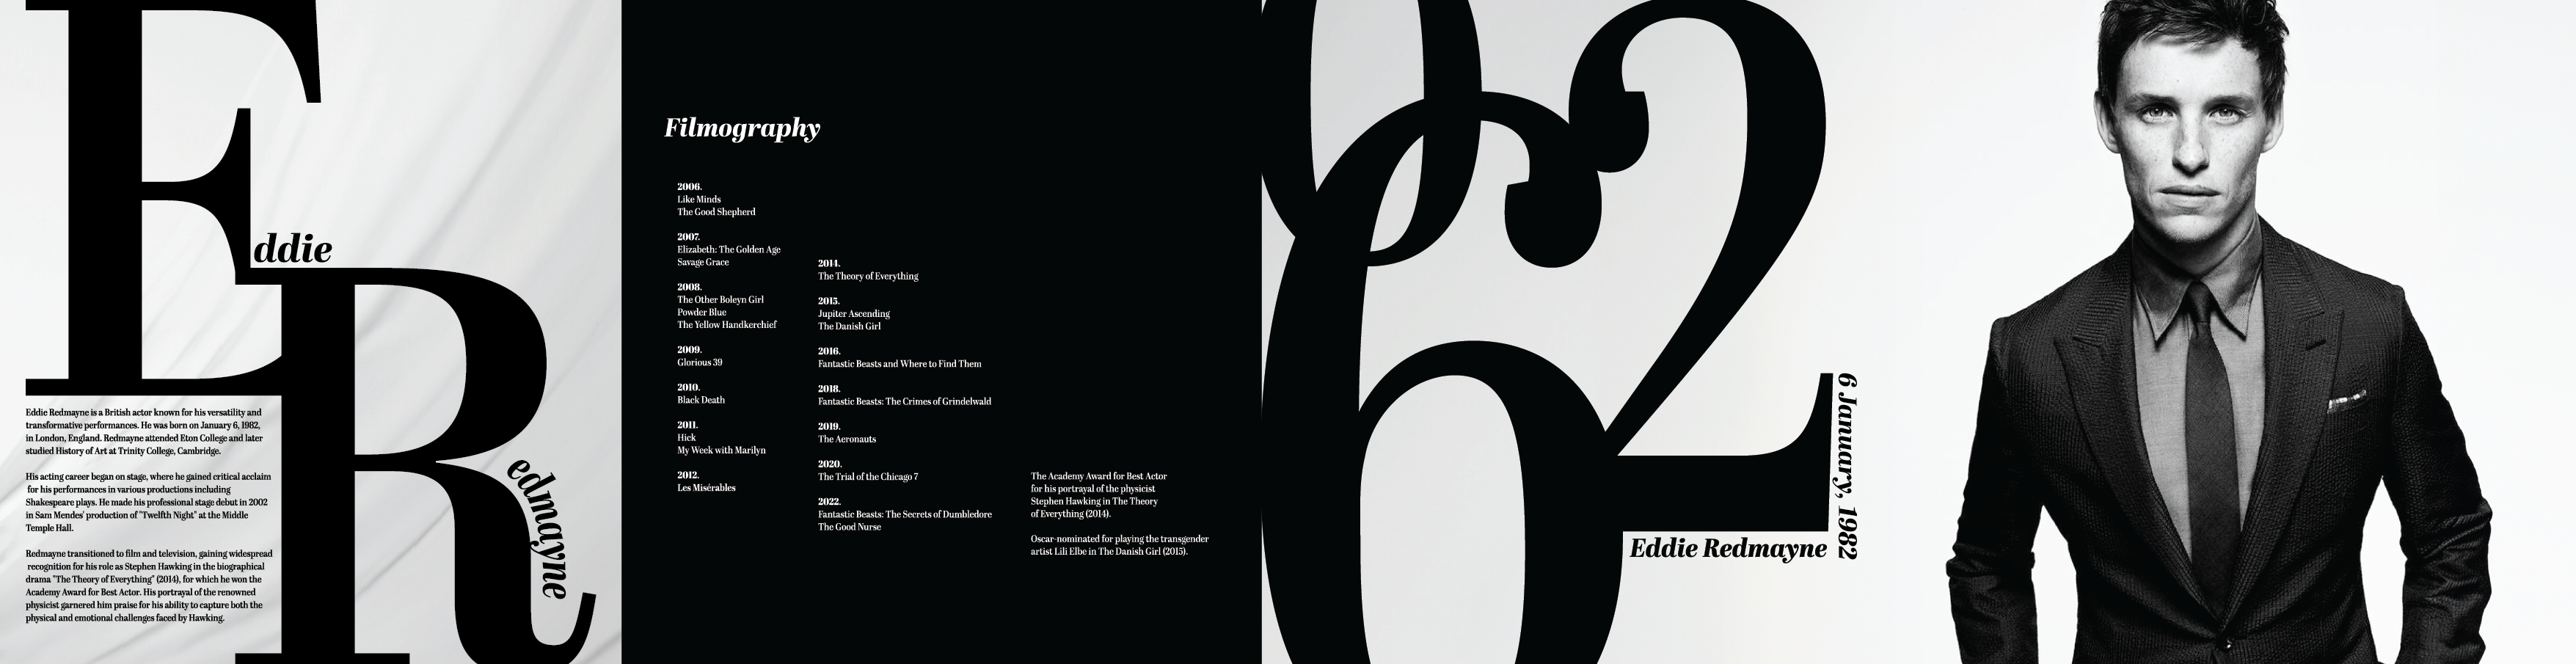 E
ddie
R
edmayne
Eddie Redmayne is a British actor known for his versatility and
transformative performances. He was born on January 6, 1982,
in London, England. Redmayne attended Eton College and later
studied History of Art at Trinity College, Cambridge.
His acting career began on stage, where he gained critical acclaim
for his performances in various productions including
Shakespeare plays. He made his professional stage debut in 2002
in Sam Mendes' production of "Twelfth Night" at the Middle
Temple Hall.
Redmayne transitioned to film and television, gaining widespread
recognition for his role as Stephen Hawking in the biographical
drama "The Theory of Everything" (2014), for which he won the
Academy Award for Best Actor. His portrayal of the renowned
physicist garnered him praise for his ability to capture both the
physical and emotional challenges faced by Hawking.
Filmography
2006.
Like Minds
The Good Shepherd
2007.
Elizabeth: The Golden Age
Savage Grace
2008.
The Other Boleyn Girl
Powder Blue
The Yellow Handkerchief
2009.
Glorious 39
2010.
Black Death
2011.
Hick
My Week with Marilyn
2012.
Les Misérables
2014.
The Theory of Everything
2015.
Jupiter Ascending
The Danish Girl
2016.
Fantastic Beasts and Where to Find Them
2018.
Fantastic Beasts: The Crimes of Grindelwald
2019.
The Aeronauts
2020.
The Trial of the Chicago 7
2022.
Fantastic Beasts: The Secrets of Dumbledore
The Good Nurse
The Academy Award for Best Actor
for his portrayal of the physicist
Stephen Hawking in The Theory
of Everything (2014).
Oscar-nominated for playing the transgender
artist Lili Elbe in The Danish Girl (2015).
6 2
6 January, 1982
Eddie Redmayne